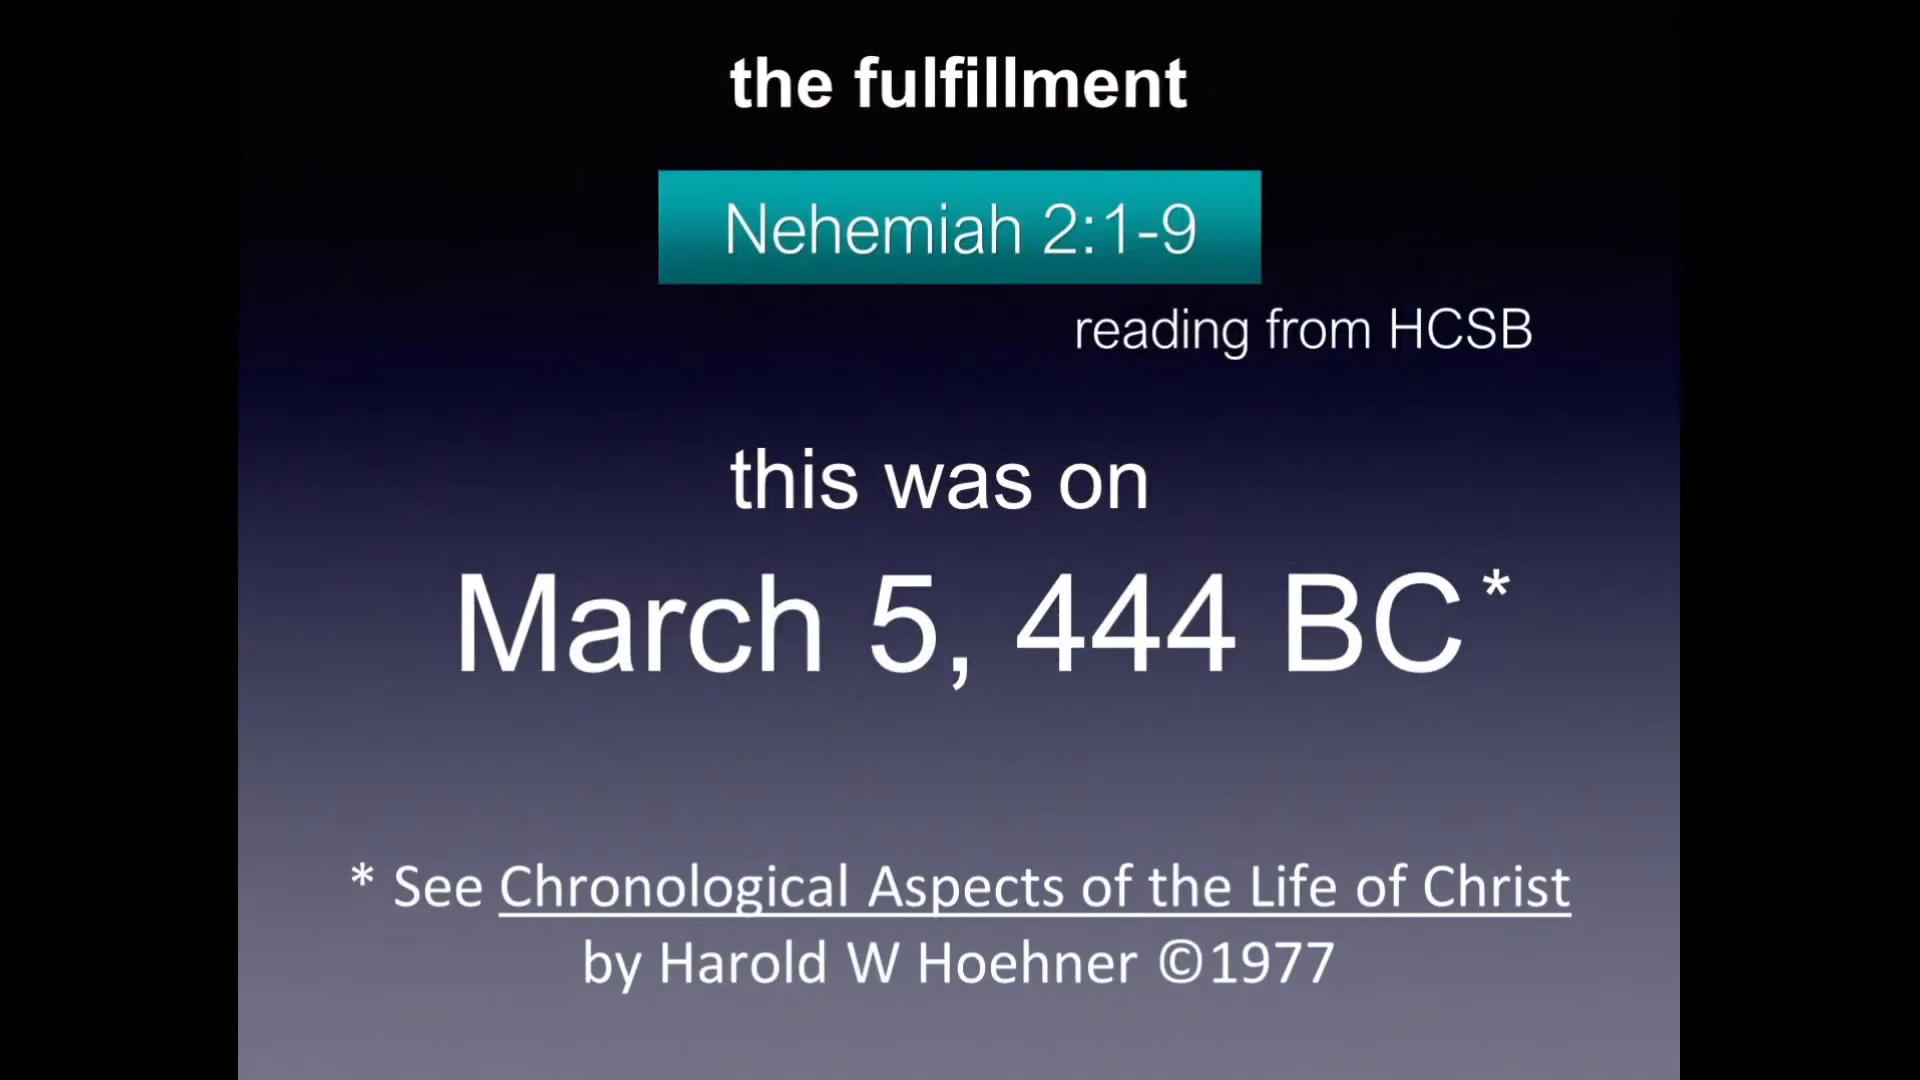 the fulfillment
Nehemiah 2:1-9
reading from HCSB
this was on
March 5, 444 BC*
* See Chronological Aspects of the Life of Christ
by Harold W Hoehner ©1977